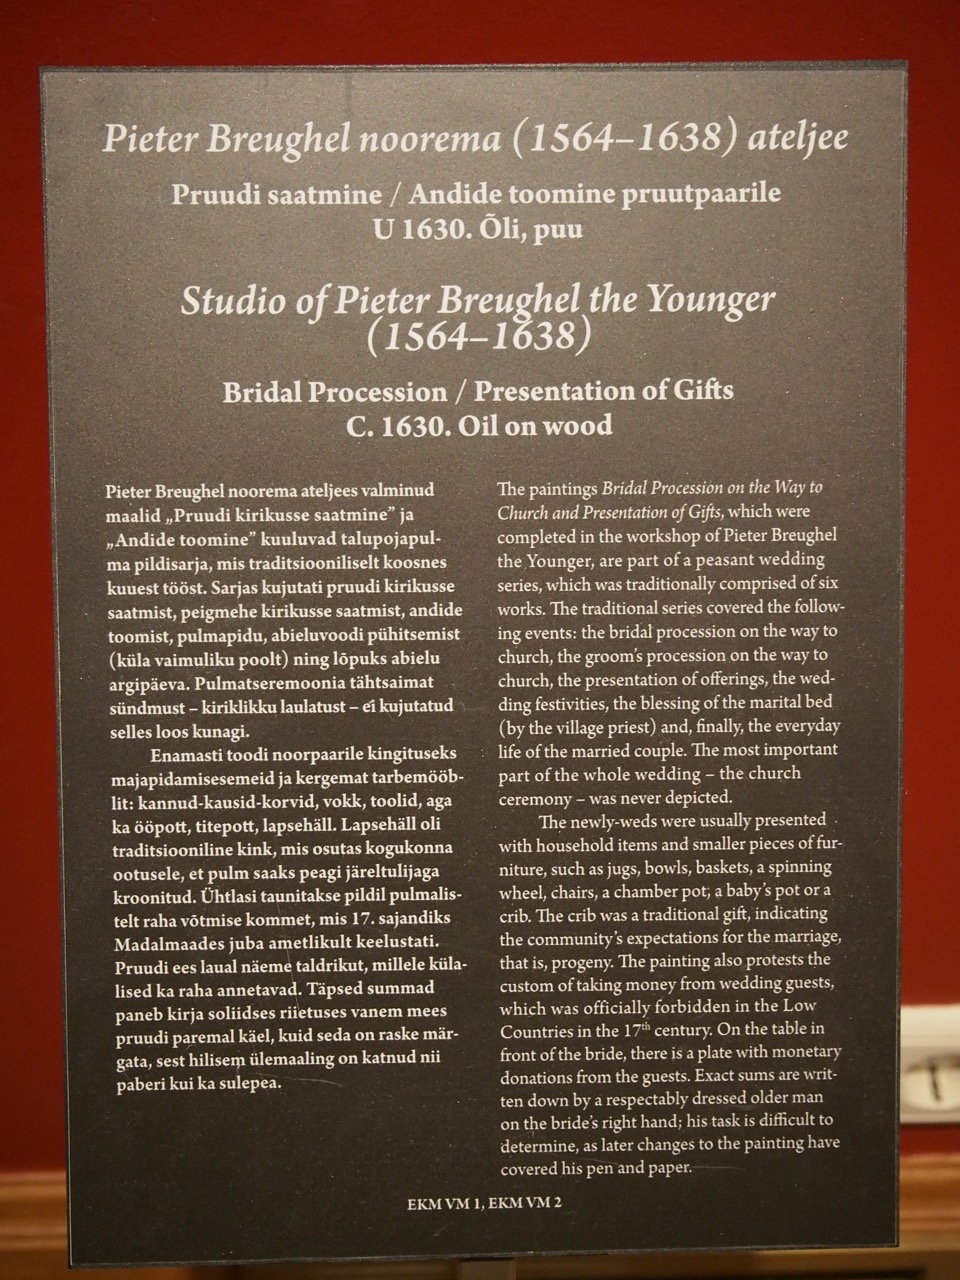 Pieter Breughel noorema (1564–1638) ateljee
Pruudi saatmine / Andide toomine pruutpaarile
U 1630. Õli, puu
Studio of Pieter Breughel the Younger
(1564–1638)
Bridal Procession / Presentation of Gifts
C. 1630. Oil on wood
Pieter Breughel noorema ateljees valminud
maalid „Pruudi kirikusse saatmine” ja
„Andide toomine” kuuluvad talupojapul-
ma pildisarja, mis traditsiooniliselt koosnes
kuuest tööst. Sarjas kujutati pruudi kirikusse
saatmist, peigmehe kirikusse saatmist, andide
toomist, pulmapidu, abieluvoodi pühitsemist
(küla vaimuliku poolt) ning lõpuks abielu
argipäeva. Pulmatseremoonia tähtsaimat
sündmust – kiriklikku laulatust – ei kujutatud
selles loos kunagi.
Enamasti toodi noorpaarile kingituseks
majapidamisesemeid ja kergemat tarbemööb-
lit: kannud-kausid-korvid, vokk, toolid, aga
ka ööpott, titepott, lapsehäll. Lapsehäll oli
traditsiooniline kink, mis osutas kogukonna
ootusele, et pulm saaks peagi järeltulijaga
kroonitud. Ühtlasi taunitakse pildil pulmalis-
telt raha võtmise kommet, mis 17. sajandiks
Madalmaades juba ametlikult keelustati.
Pruudi ees laual näeme taldrikut, millele küla-
lised ka raha annetavad. Täpsed summad
paneb kirja soliidses riietuses vanem mees
pruudi paremal käel, kuid seda on raske mär-
gata, sest hilisem ülemaaling on katnud nii
paberi kui ka sulepea.
The paintings Bridal Procession on the Way to
Church and Presentation of Gifts, which were
completed in the workshop of Pieter Breughel
the Younger, are part of a peasant wedding
series, which was traditionally comprised of six
works. The traditional series covered the follow-
ing events: the bridal procession on the way to
church, the groom’s procession on the way to
church, the presentation of offerings, the wed-
ding festivities, the blessing of the marital bed
(by the village priest) and, finally, the everyday
life of the married couple. The most important
part of the whole wedding – the church
ceremony – was never depicted.
The newly-weds were usually presented
with household items and smaller pieces of fur-
niture, such as jugs, bowls, baskets, a spinning
wheel, chairs, a chamber pot; a baby’s pot or a
crib. The crib was a traditional gift, indicating
the community’s expectations for the marriage,
that is, progeny. The painting also protests the
custom of taking money from wedding guests,
which was officially forbidden in the Low
Countries in the 17th century. On the table in
front of the bride, there is a plate with monetary
donations from the guests. Exact sums are writ-
ten down by a respectably dressed older man
on the bride’s right hand; his task is difficult to
determine, as later changes to the painting have
covered his pen and paper.
EKM VM 1, EKM VM 2